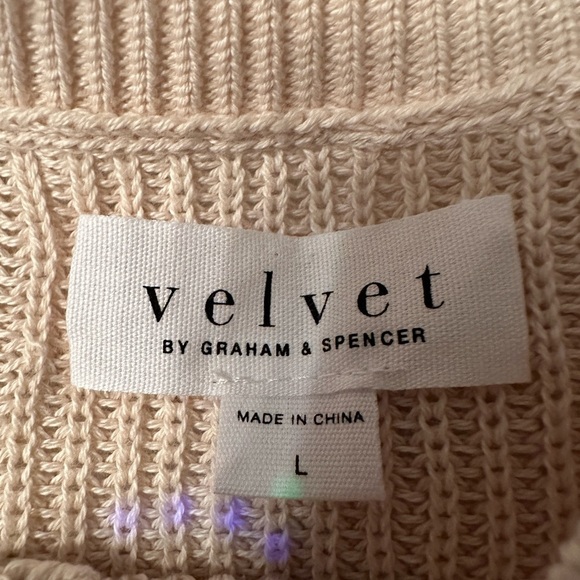 velvet
BY GRAHAM & SPENCER
MADE IN CHINA
L